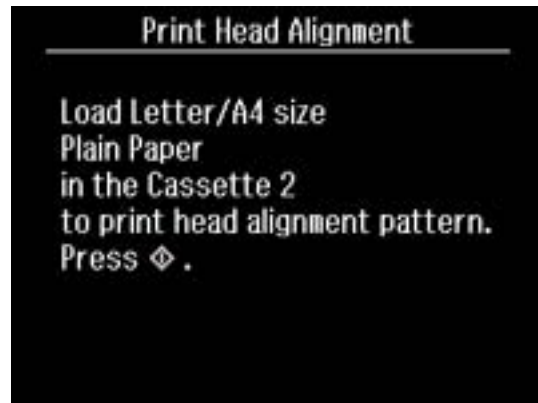 Print Head Alignment
Load Letter/A4 size
Plain Paper
in the Cassette 2
to print head alignment pattern.
Press ⟐ .